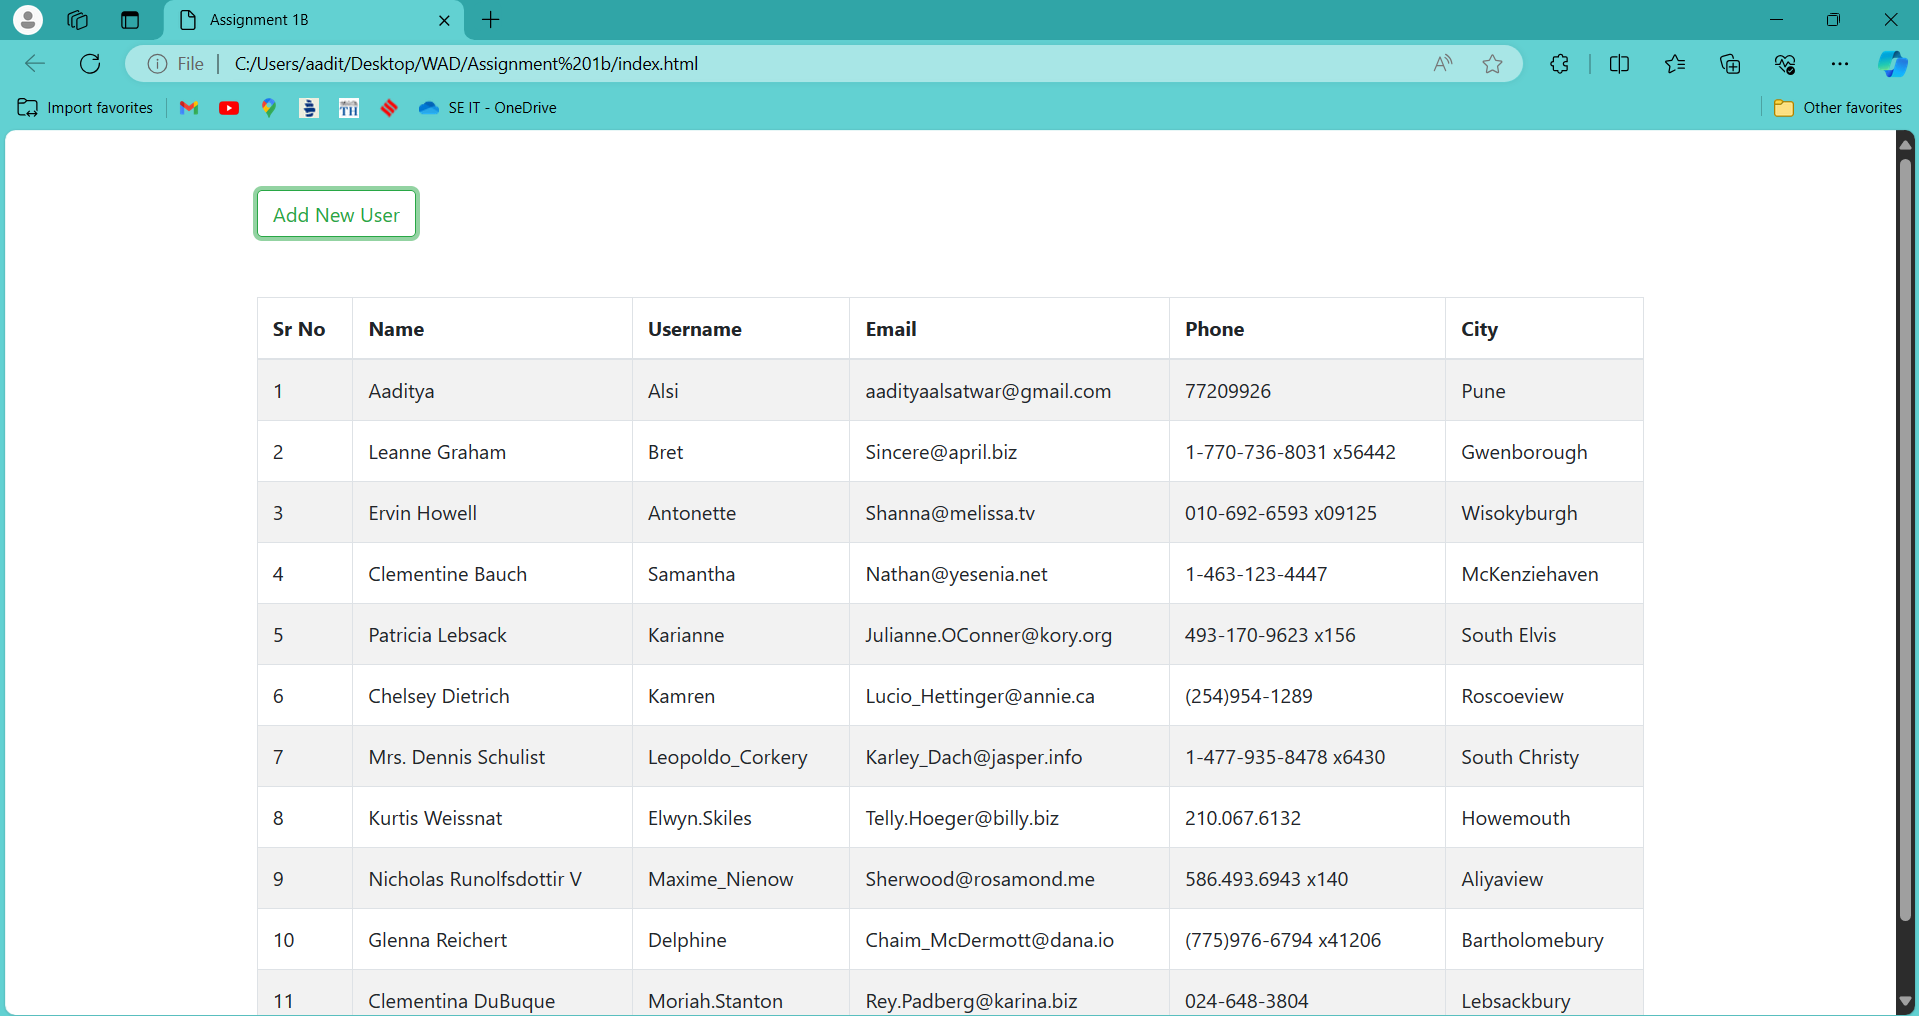 Assignment 1B
File C:/Users/aadit/Desktop/WAD/Assignment%201b/index.html
Import favorites TH SE IT - OneDrive Other favorites
Add New User
Sr No Name Username Email Phone City
1 Aaditya Alsi aadityaalsatwar@gmail.com 77209926 Pune
2 Leanne Graham Bret Sincere@april.biz 1-770-736-8031 x56442 Gwenborough
3 Ervin Howell Antonette Shanna@melissa.tv 010-692-6593 x09125 Wisokyburgh
4 Clementine Bauch Samantha Nathan@yesenia.net 1-463-123-4447 McKenziehaven
5 Patricia Lebsack Karianne Julianne.OConner@kory.org 493-170-9623 x156 South Elvis
6 Chelsey Dietrich Kamren Lucio_Hettinger@annie.ca (254)954-1289 Roscoeview
7 Mrs. Dennis Schulist Leopoldo_Corkery Karley_Dach@jasper.info 1-477-935-8478 x6430 South Christy
8 Kurtis Weissnat Elwyn.Skiles Telly.Hoeger@billy.biz 210.067.6132 Howemouth
9 Nicholas Runolfsdottir V Maxime_Nienow Sherwood@rosamond.me 586.493.6943 x140 Aliyaview
10 Glenna Reichert Delphine Chaim_McDermott@dana.io (775)976-6794 x41206 Bartholomebury
11 Clementina DuBuque Moriah.Stanton Rey.Padberg@karina.biz 024-648-3804 Lebsackbury